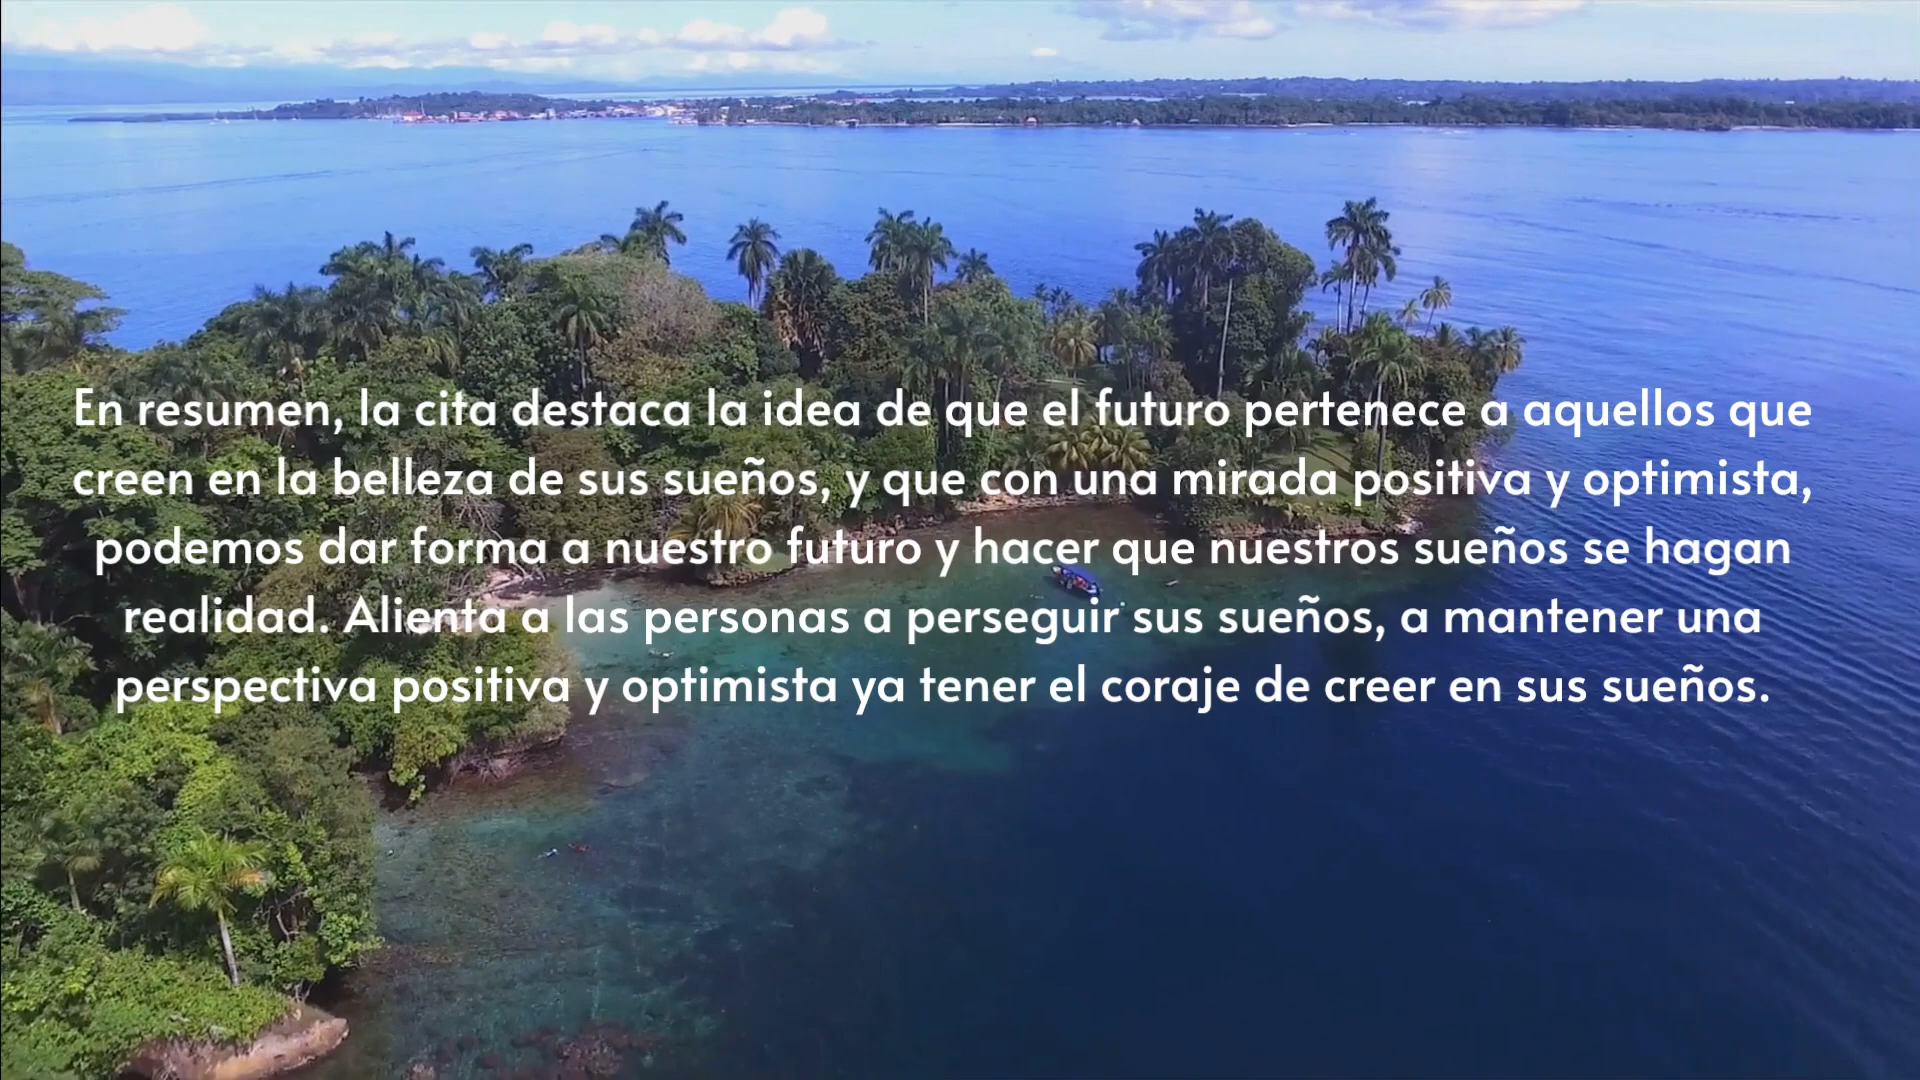 En resumen, la cita destaca la idea de que el futuro pertenece a aquellos que
creen en la belleza de sus sueños, y que con una mirada positiva y optimista,
podemos dar forma a nuestro futuro y hacer que nuestros sueños se hagan
realidad. Alienta a las personas a perseguir sus sueños, a mantener una
perspectiva positiva y optimista ya tener el coraje de creer en sus sueños.